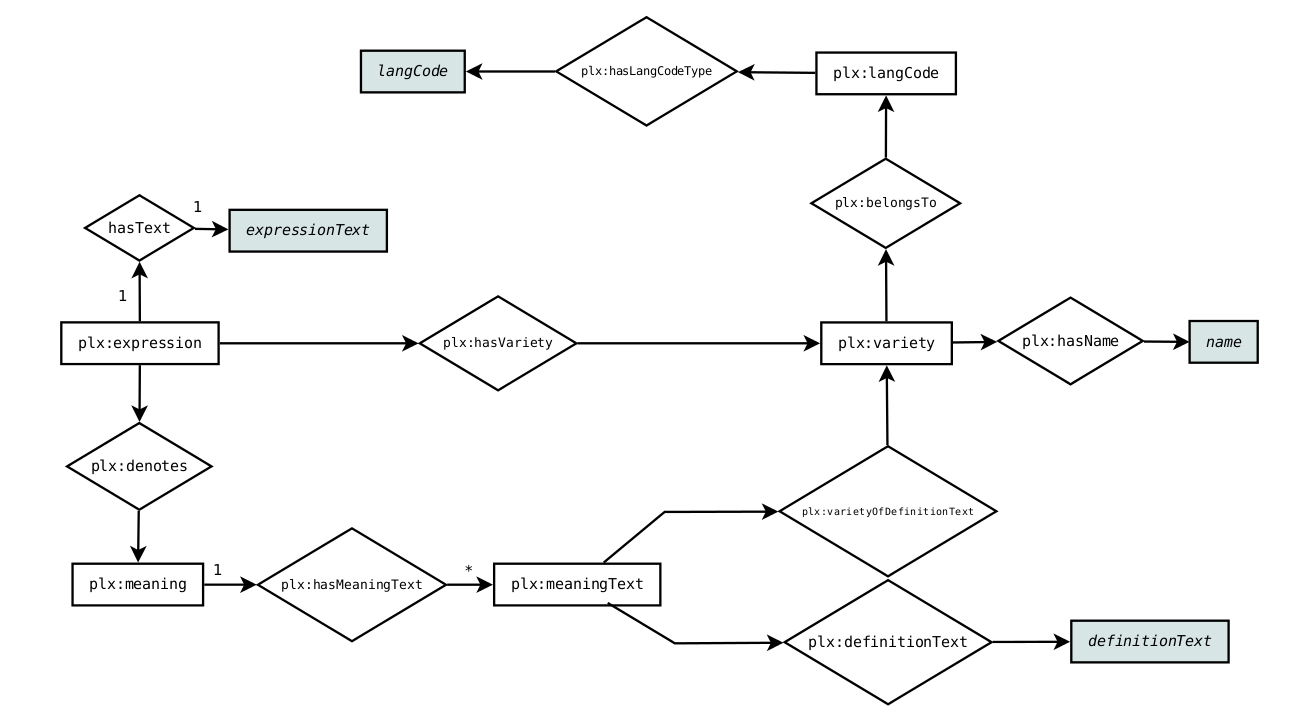 langCode
plx:hasLangCodeType
plx:langCode
plx:belongsTo
hasText
1
expressionText
1
plx:expression
plx:hasVariety
plx:variety
plx:hasName
name
plx:denotes
plx:varietyOfDefinitionText
plx:meaning
1
plx:hasMeaningText
*
plx:meaningText
plx:definitionText
definitionText